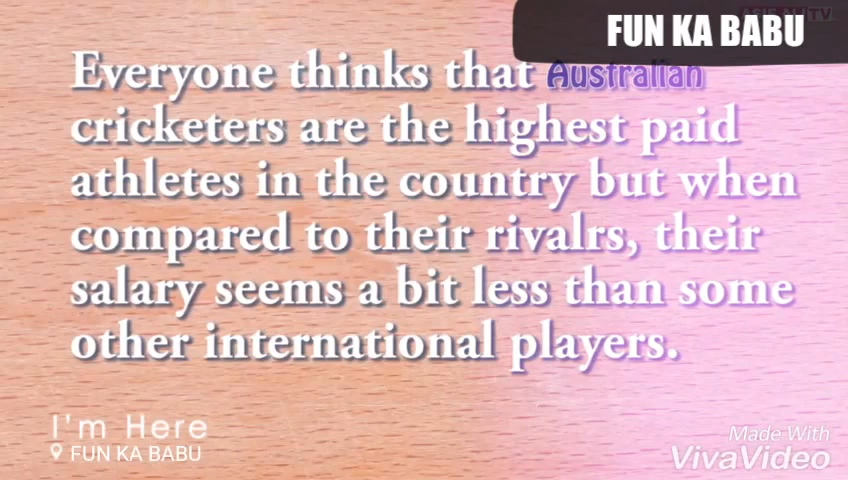 FUN KA BABU
Everyone thinks that Australian
cricketers are the highest paid
athletes in the country but when
compared to their rivalrs, their
salary seems a bit less than some
other international players.
I'm Here
FUN KA BABU
Made With
VivaVideo